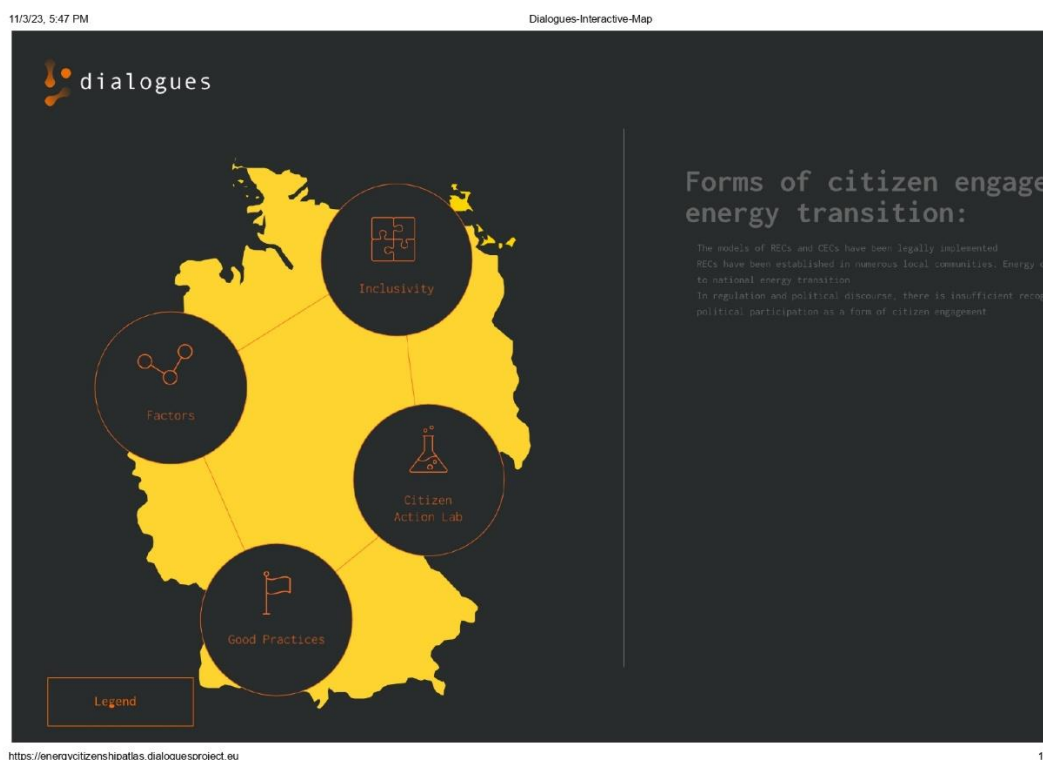 11/3/23, 5:47 PM
Dialogues-Interactive-Map
dialogues
Forms of citizen engage
energy transition:
The models of RECs and CECs have been legally implemented
RECs have been established in numerous local communities. Energy
to national energy transition
In regulation and political discourse, there is insufficient recog
political participation as a form of citizen engagement
Inclusivity
Factors
Citizen
Action Lab
Good Practices
Legend
https://energycitizenshipatlas.dialoguesproject.eu
1